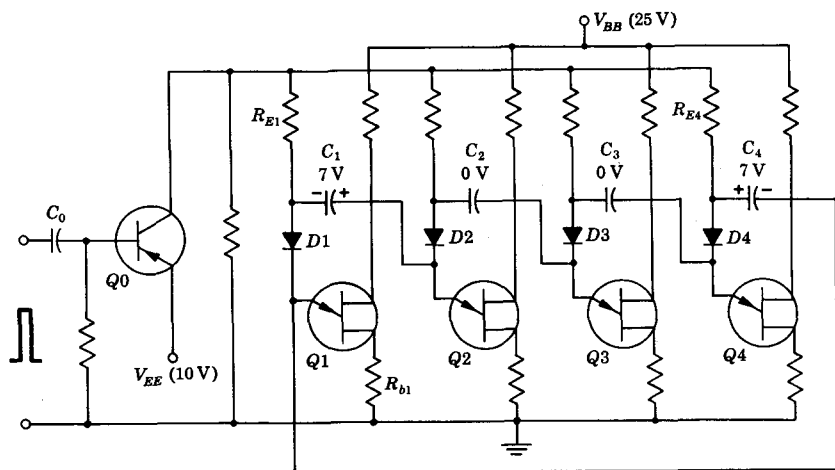 V_BB (25 V)
R_E1
R_E4
C_1
7 V
− +
C_2
0 V
C_3
0 V
C_4
7 V
+ −
C_0
D1
D2
D3
D4
Q0
V_EE (10 V)
Q1
Q2
Q3
Q4
R_b1